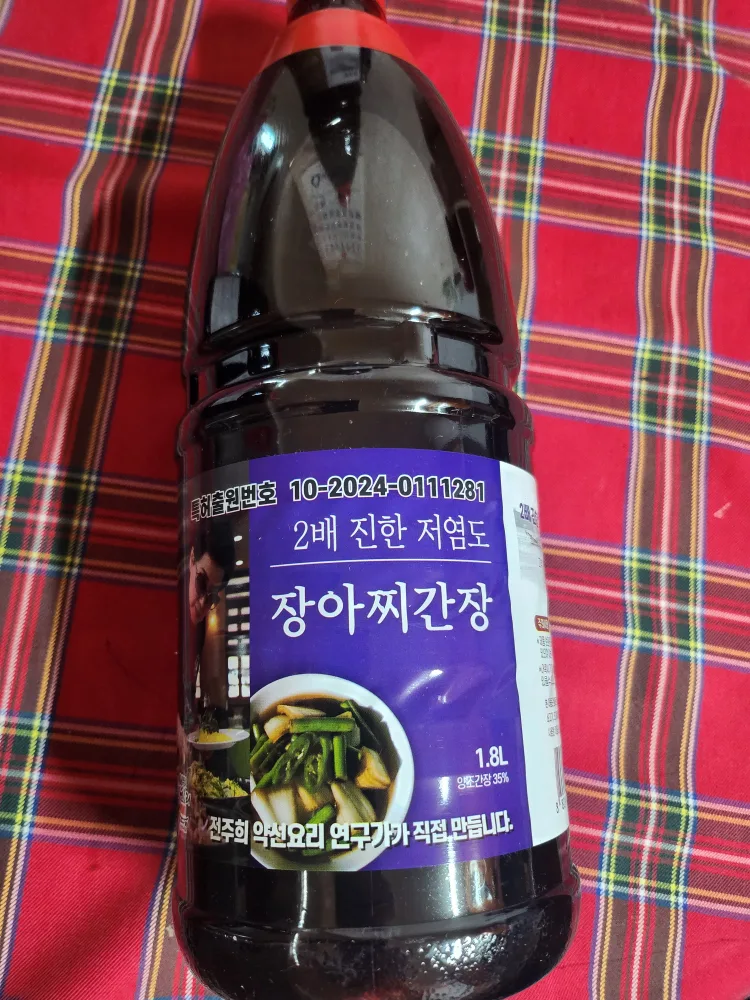 특허출원번호 10-2024-0111281
2배 진한 저염도
장아찌간장
1.8L
양조간장 35%
전주희 약선요리 연구가가 직접 만듭니다.